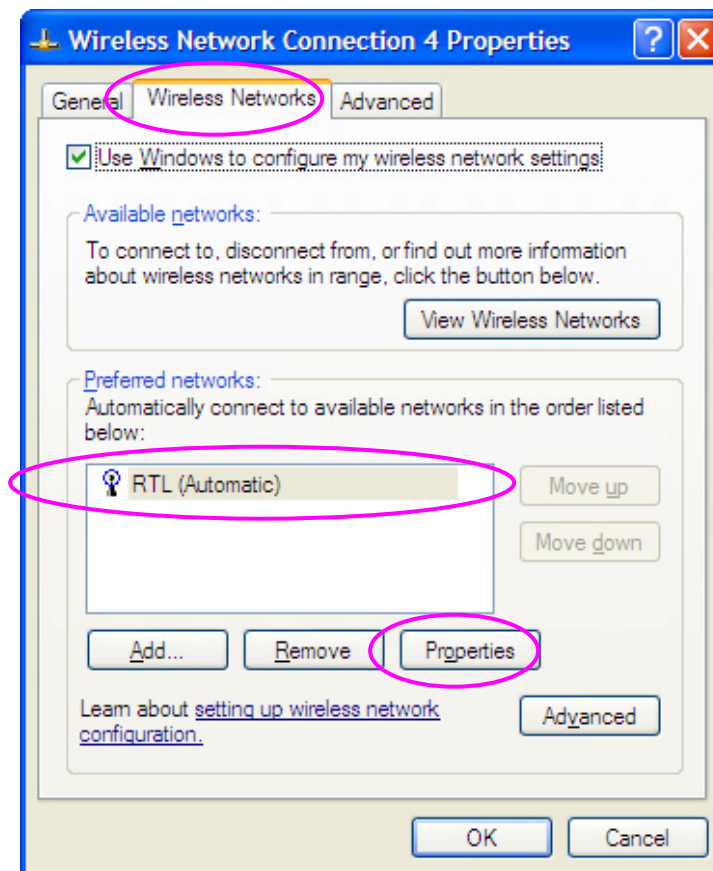 Wireless Network Connection 4 Properties
General
Wireless Networks
Advanced
Use Windows to configure my wireless network settings
Available networks:
To connect to, disconnect from, or find out more information
about wireless networks in range, click the button below.
View Wireless Networks
Preferred networks:
Automatically connect to available networks in the order listed
below:
RTL (Automatic)
Move up
Move down
Add...
Remove
Properties
Learn about setting up wireless network
configuration.
Advanced
OK
Cancel